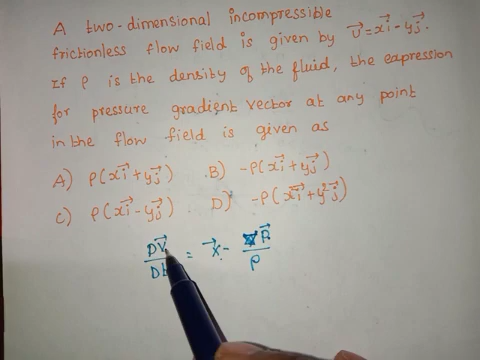 A two-dimensional incompressible
frictionless flow field is given by u⃗ = xi⃗ - yj⃗.
If ρ is the density of the fluid, the expression
for pressure gradient vector at any point
in the flow field is given as
A) ρ(xi⃗ + yj⃗) B) -ρ(xi⃗ + yj⃗)
C) ρ(xi⃗ - yj⃗) D) -ρ(xi⃗ + y²j⃗)
DV⃗/Dt = x⃗ -